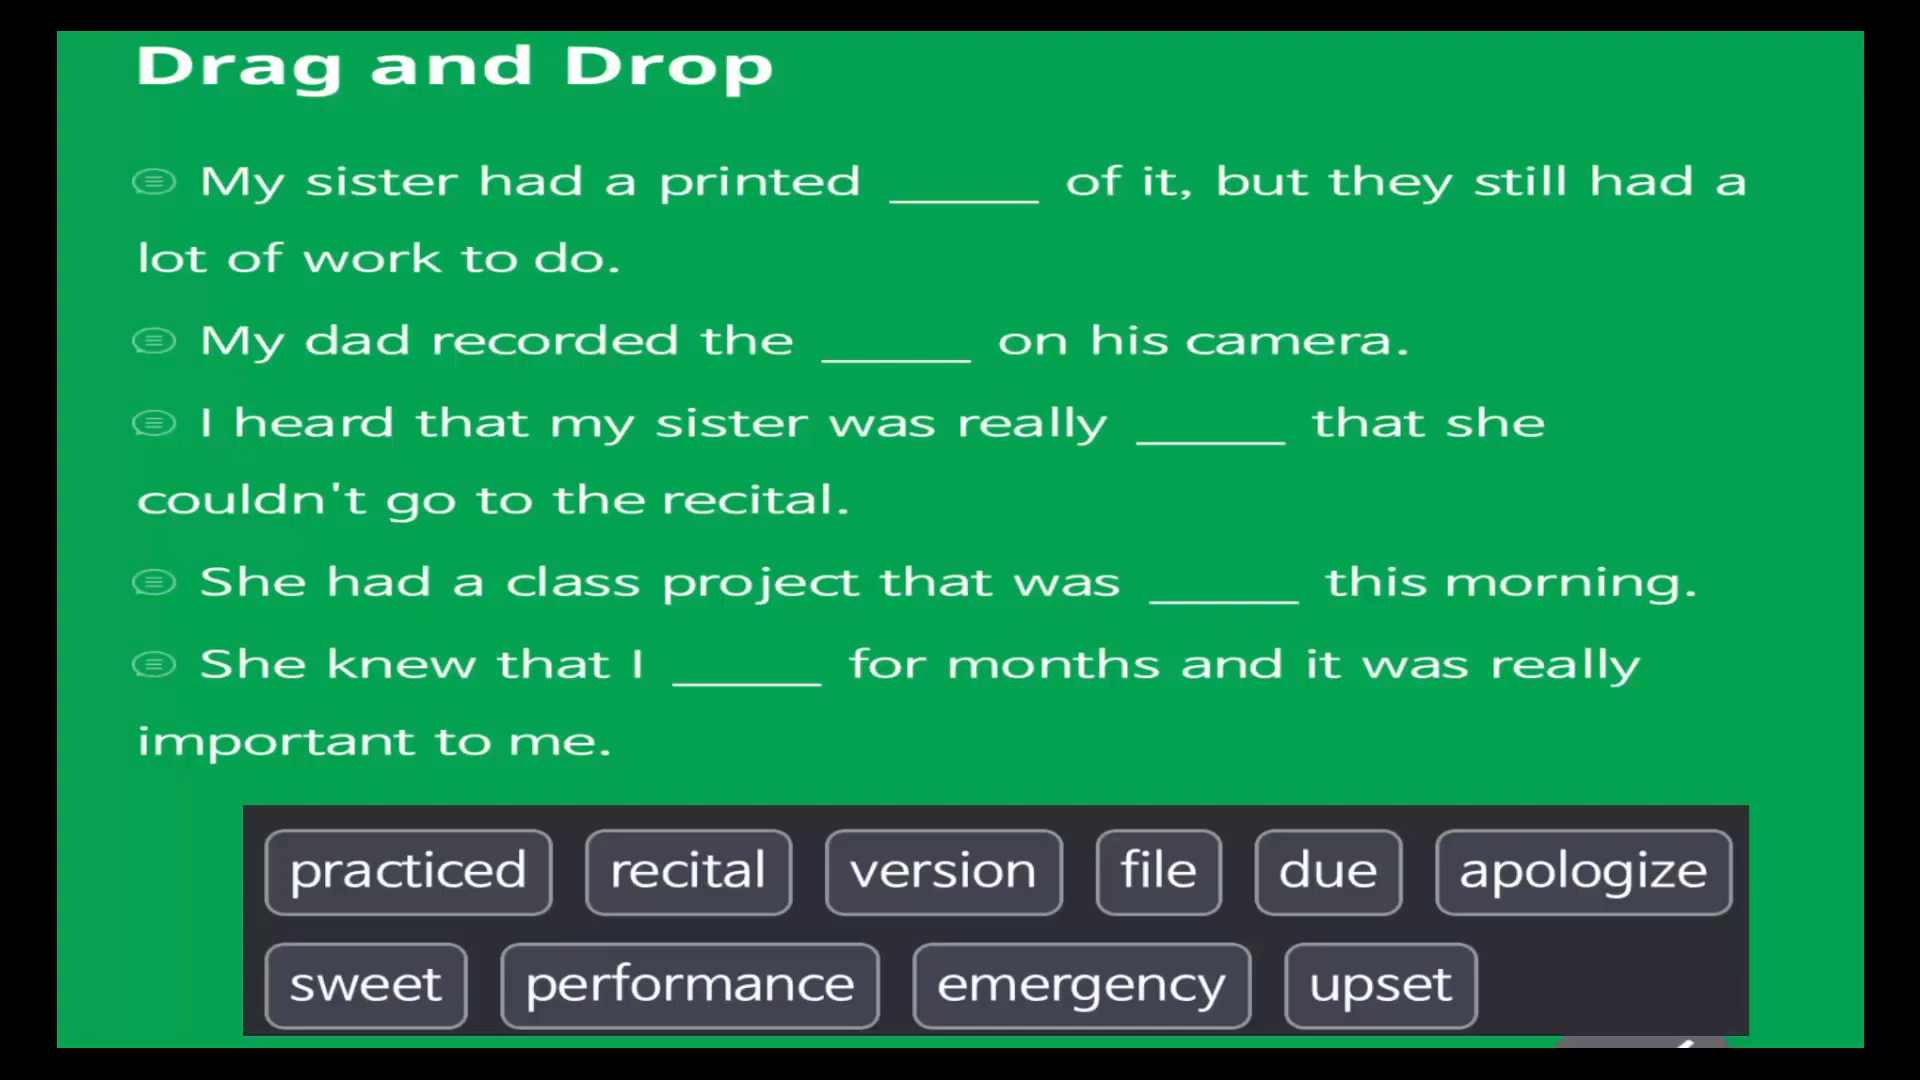 Drag and Drop
My sister had a printed ______ of it, but they still had a
lot of work to do.
My dad recorded the ______ on his camera.
I heard that my sister was really ______ that she
couldn't go to the recital.
She had a class project that was ______ this morning.
She knew that I ______ for months and it was really
important to me.
practiced recital version file due apologize
sweet performance emergency upset